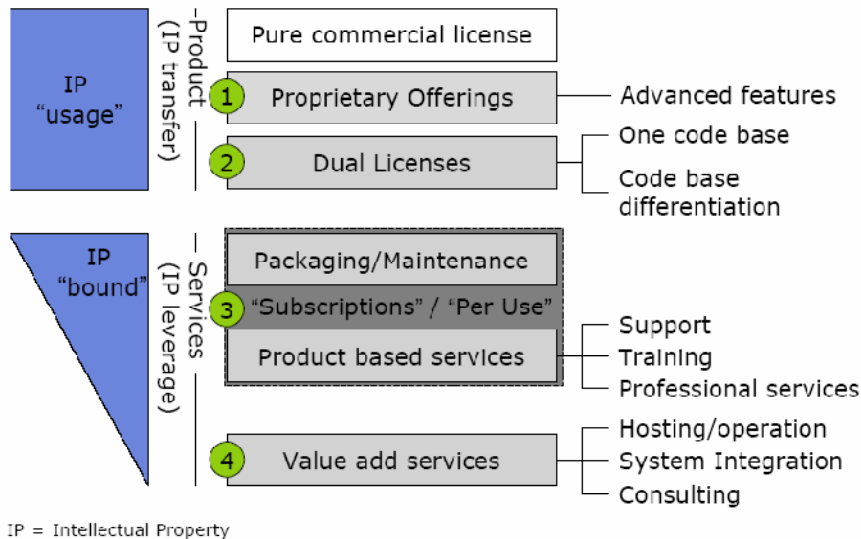 IP
“usage”
Product
(IP transfer)
Pure commercial license
1
Proprietary Offerings
Advanced features
2
Dual Licenses
One code base
Code base
differentiation
IP
“bound”
Services
(IP leverage)
Packaging/Maintenance
3
“Subscriptions” / “Per Use”
Product based services
Support
Training
Professional services
4
Value add services
Hosting/operation
System Integration
Consulting
IP = Intellectual Property